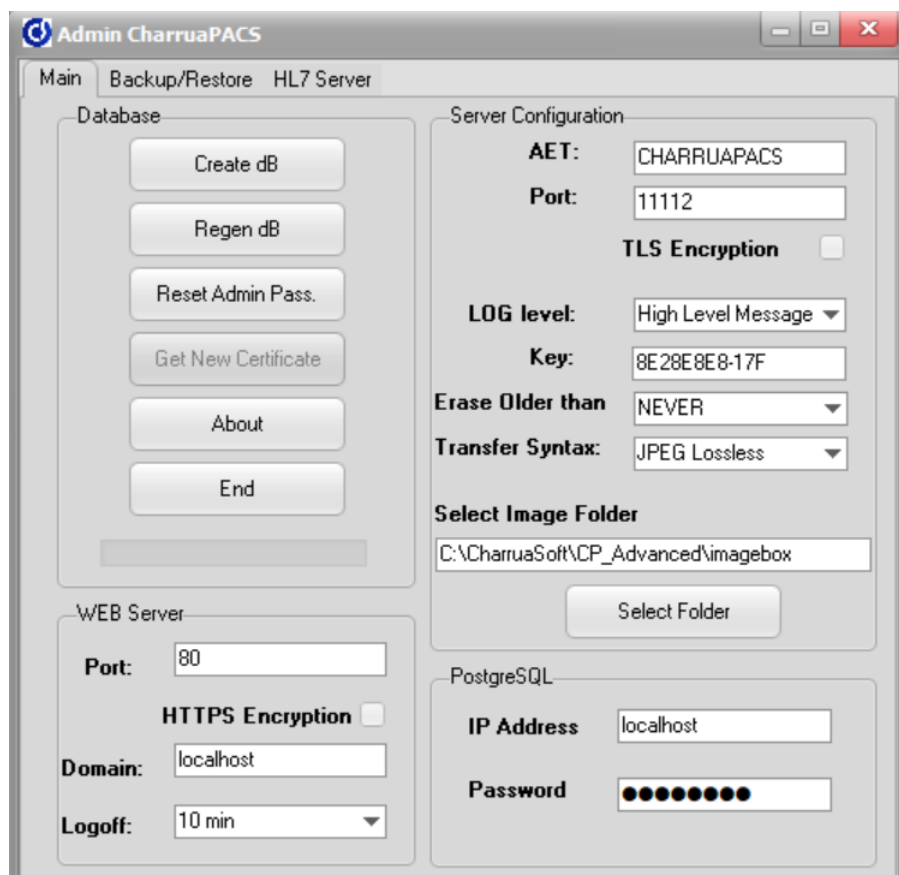 Admin CharruaPACS
Main Backup/Restore HL7 Server
Database
Create dB
Regen dB
Reset Admin Pass.
Get New Certificate
About
End
WEB Server
Port: 80
HTTPS Encryption
Domain: localhost
Logoff: 10 min
Server Configuration
AET: CHARRUAPACS
Port: 11112
TLS Encryption
LOG level: High Level Message
Key: 8E28E8E8-17F
Erase Older than NEVER
Transfer Syntax: JPEG Lossless
Select Image Folder
C:\CharruaSoft\CP_Advanced\imagebox
Select Folder
PostgreSQL
IP Address localhost
Password ●●●●●●●●